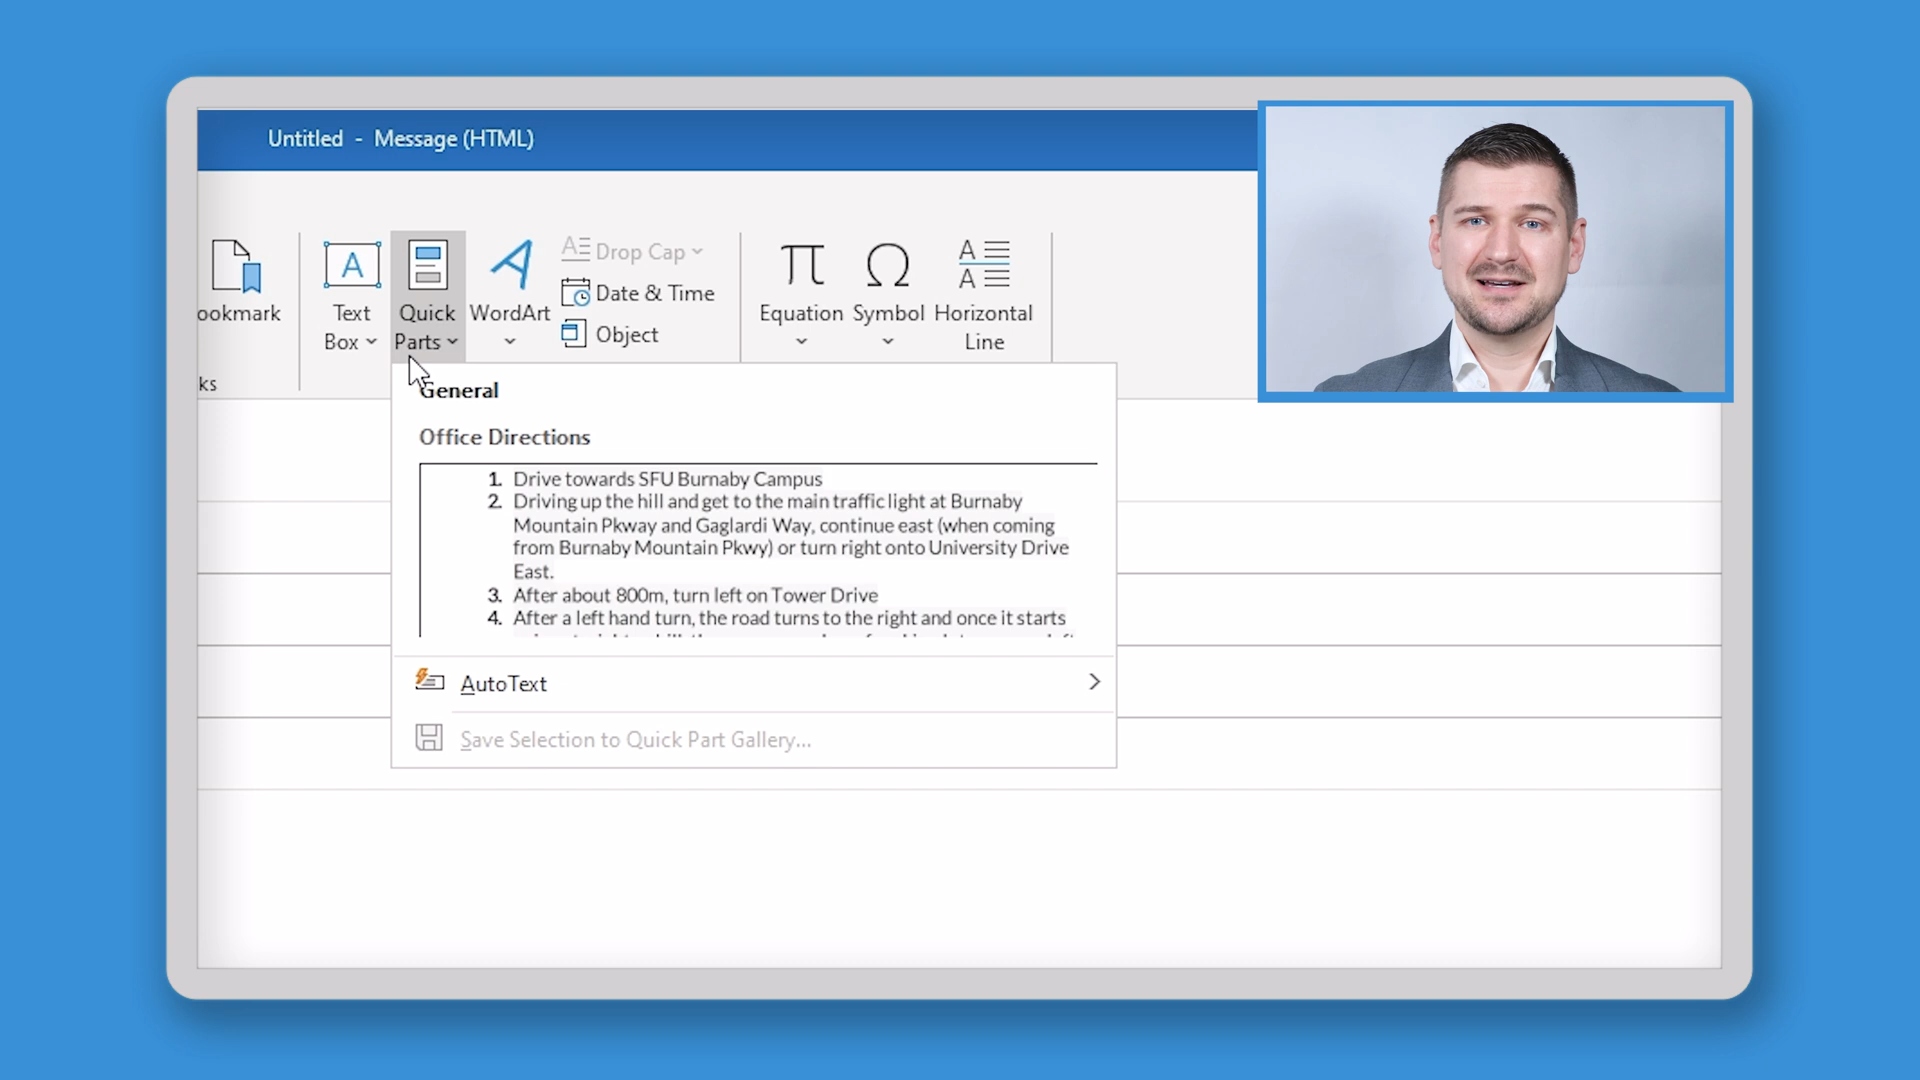 Untitled - Message (HTML)
ookmark
ks
Text
Box
Quick
Parts
WordArt
Drop Cap
Date & Time
Object
Equation
Symbol
Horizontal
Line
General
Office Directions
1. Drive towards SFU Burnaby Campus
2. Driving up the hill and get to the main traffic light at Burnaby
Mountain Pkway and Gaglardi Way, continue east (when coming
from Burnaby Mountain Pkwy) or turn right onto University Drive
East.
3. After about 800m, turn left on Tower Drive
4. After a left hand turn, the road turns to the right and once it starts
AutoText
Save Selection to Quick Part Gallery...